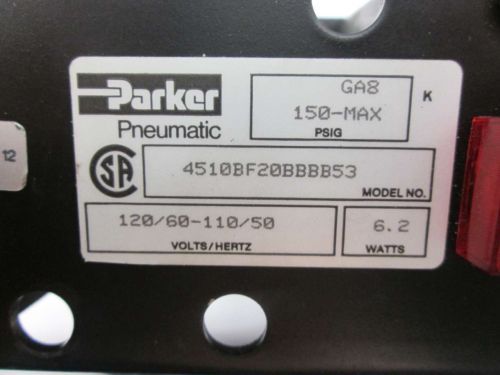 Parker
Pneumatic
GA8
150-MAX
PSIG
K
12
SA
4510BF20BBBB53
MODEL NO.
120/60-110/50
VOLTS/HERTZ
6.2
WATTS